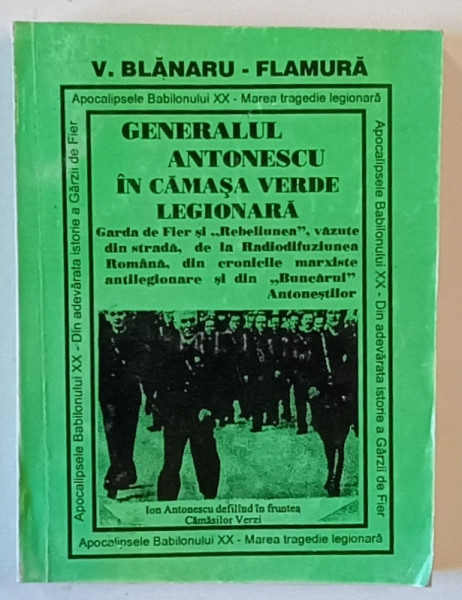 V. BLĂNARU - FLAMURĂ
Apocalipsele Babilonului XX - Marea tragedie legionară
Apocalipsele Babilonului XX - Din adevărata istorie a Gărzii de Fier
GENERALUL
ANTONESCU
ÎN CĂMAŞA VERDE
LEGIONARĂ
Garda de Fier şi „Rebeliunea”, văzute
din stradă, de la Radiodifuziunea
Română, din cronicile marxiste
antilegionare şi din „Buncărul”
Antoneştilor
Apocalipsele Babilonului XX - Din adevărata istorie a Gărzii de Fier
Ion Antonescu defilînd în fruntea
Cămăşilor Verzi
Apocalipsele Babilonului XX - Marea tragedie legionară